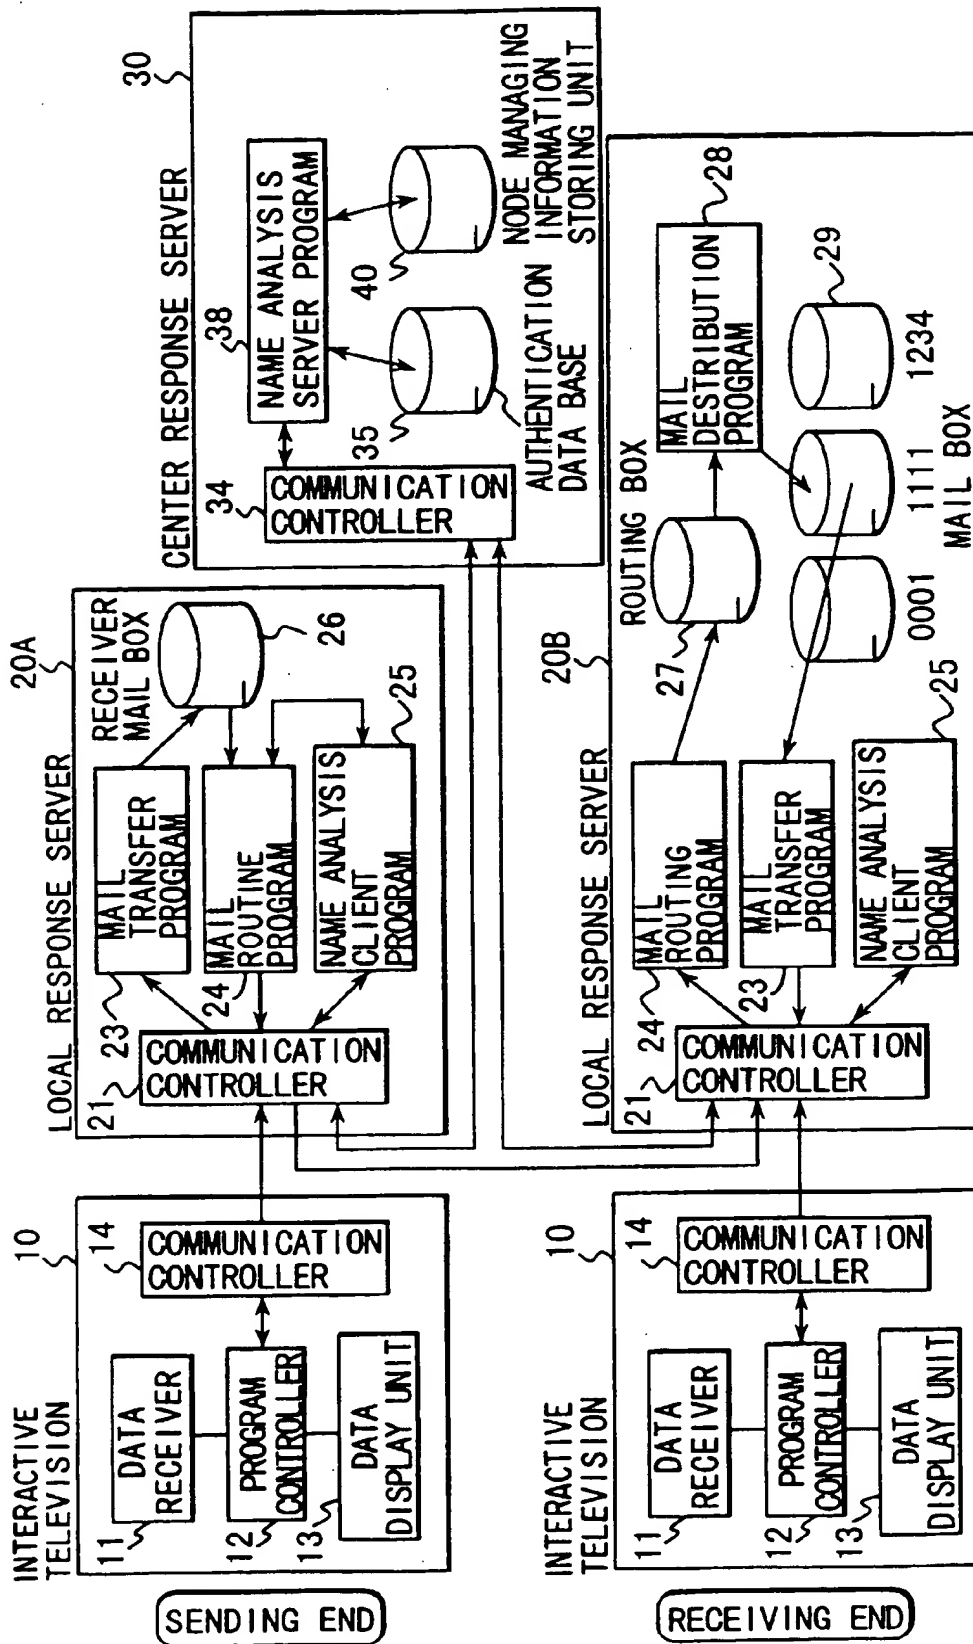 SENDING END
INTERACTIVE
TELEVISION
10
DATA
RECEIVER
11
PROGRAM
CONTROLLER
12
DATA
DISPLAY UNIT
13
14
COMMUNICATION
CONTROLLER
LOCAL RESPONSE SERVER
20A
21
COMMUNICATION
CONTROLLER
23
MAIL
TRANSFER
PROGRAM
24
MAIL
ROUTINE
PROGRAM
NAME ANALYSIS
CLIENT
PROGRAM
25
RECEIVER
MAIL BOX
26
CENTER RESPONSE SERVER
30
34
COMMUNICATION
CONTROLLER
38
NAME ANALYSIS
SERVER PROGRAM
35
AUTHENTICATION
DATA BASE
40
NODE MANAGING
INFORMATION
STORING UNIT
RECEIVING END
INTERACTIVE
TELEVISION
10
DATA
RECEIVER
11
PROGRAM
CONTROLLER
12
DATA
DISPLAY UNIT
13
14
COMMUNICATION
CONTROLLER
LOCAL RESPONSE SERVER
20B
21
COMMUNICATION
CONTROLLER
24
MAIL
ROUTING
PROGRAM
23
MAIL
TRANSFER
PROGRAM
NAME ANALYSIS
CLIENT
PROGRAM
25
ROUTING BOX
27
MAIL
DESTRIBUTION
PROGRAM
28
29
0001
1111
1234
MAIL BOX